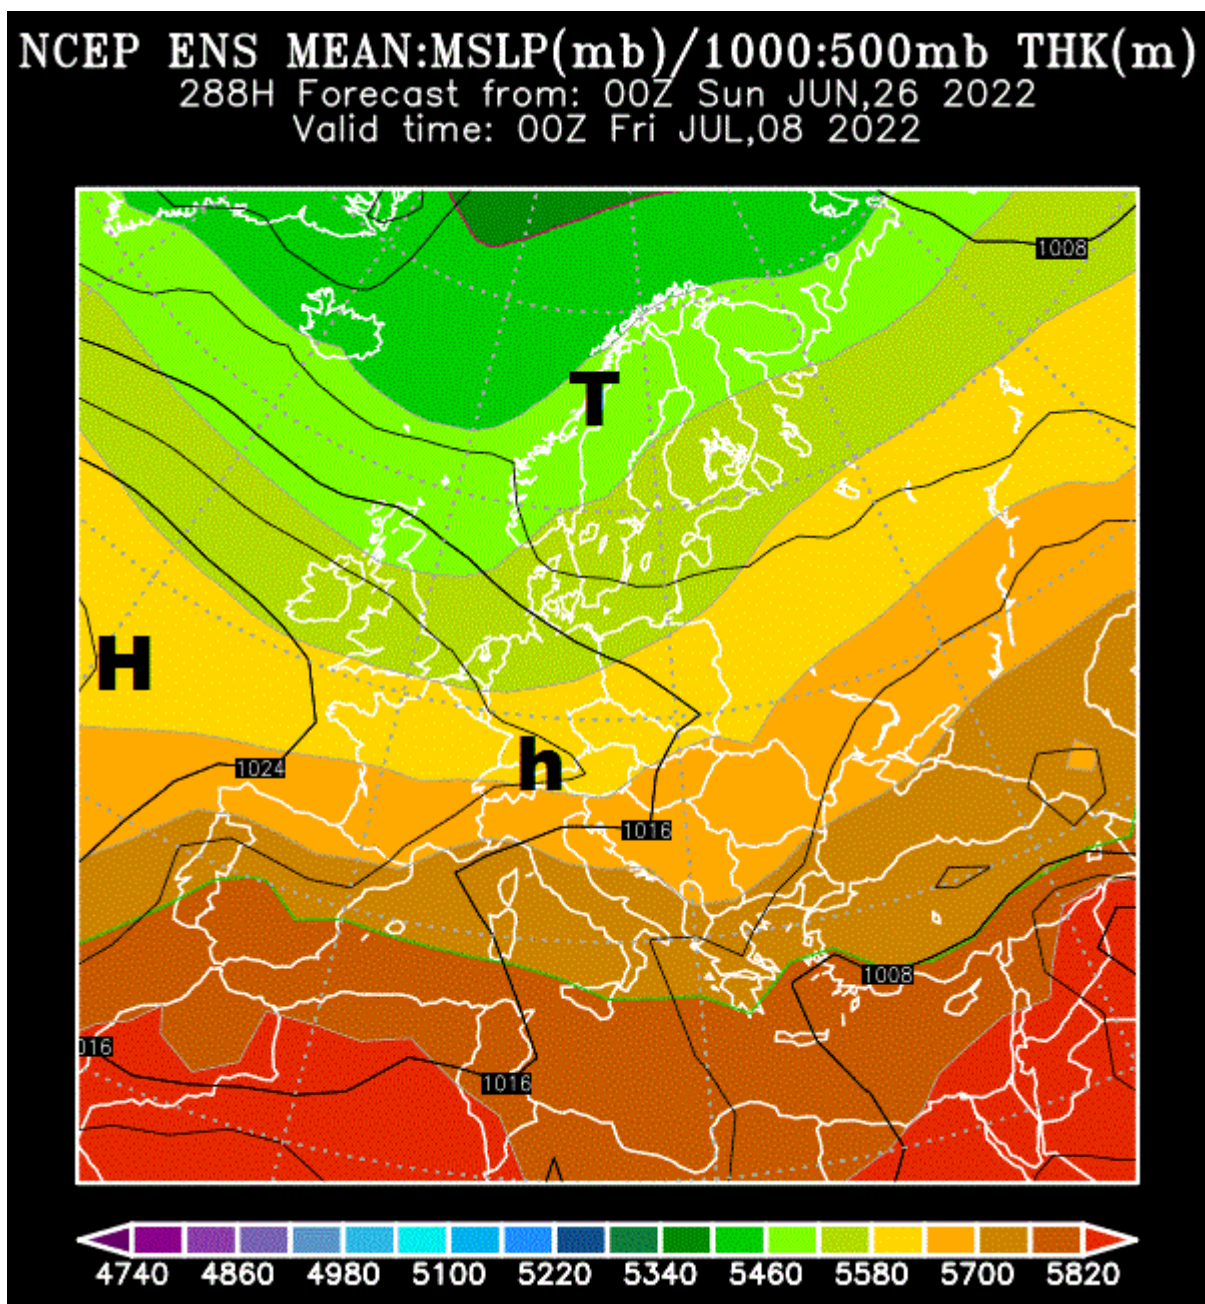 NCEP ENS MEAN:MSLP(mb)/1000:500mb THK(m)
288H Forecast from: 00Z Sun JUN,26 2022
Valid time: 00Z Fri JUL,08 2022
1008
T
H
h
1024
1016
1008
016
1016
4740 4860 4980 5100 5220 5340 5460 5580 5700 5820